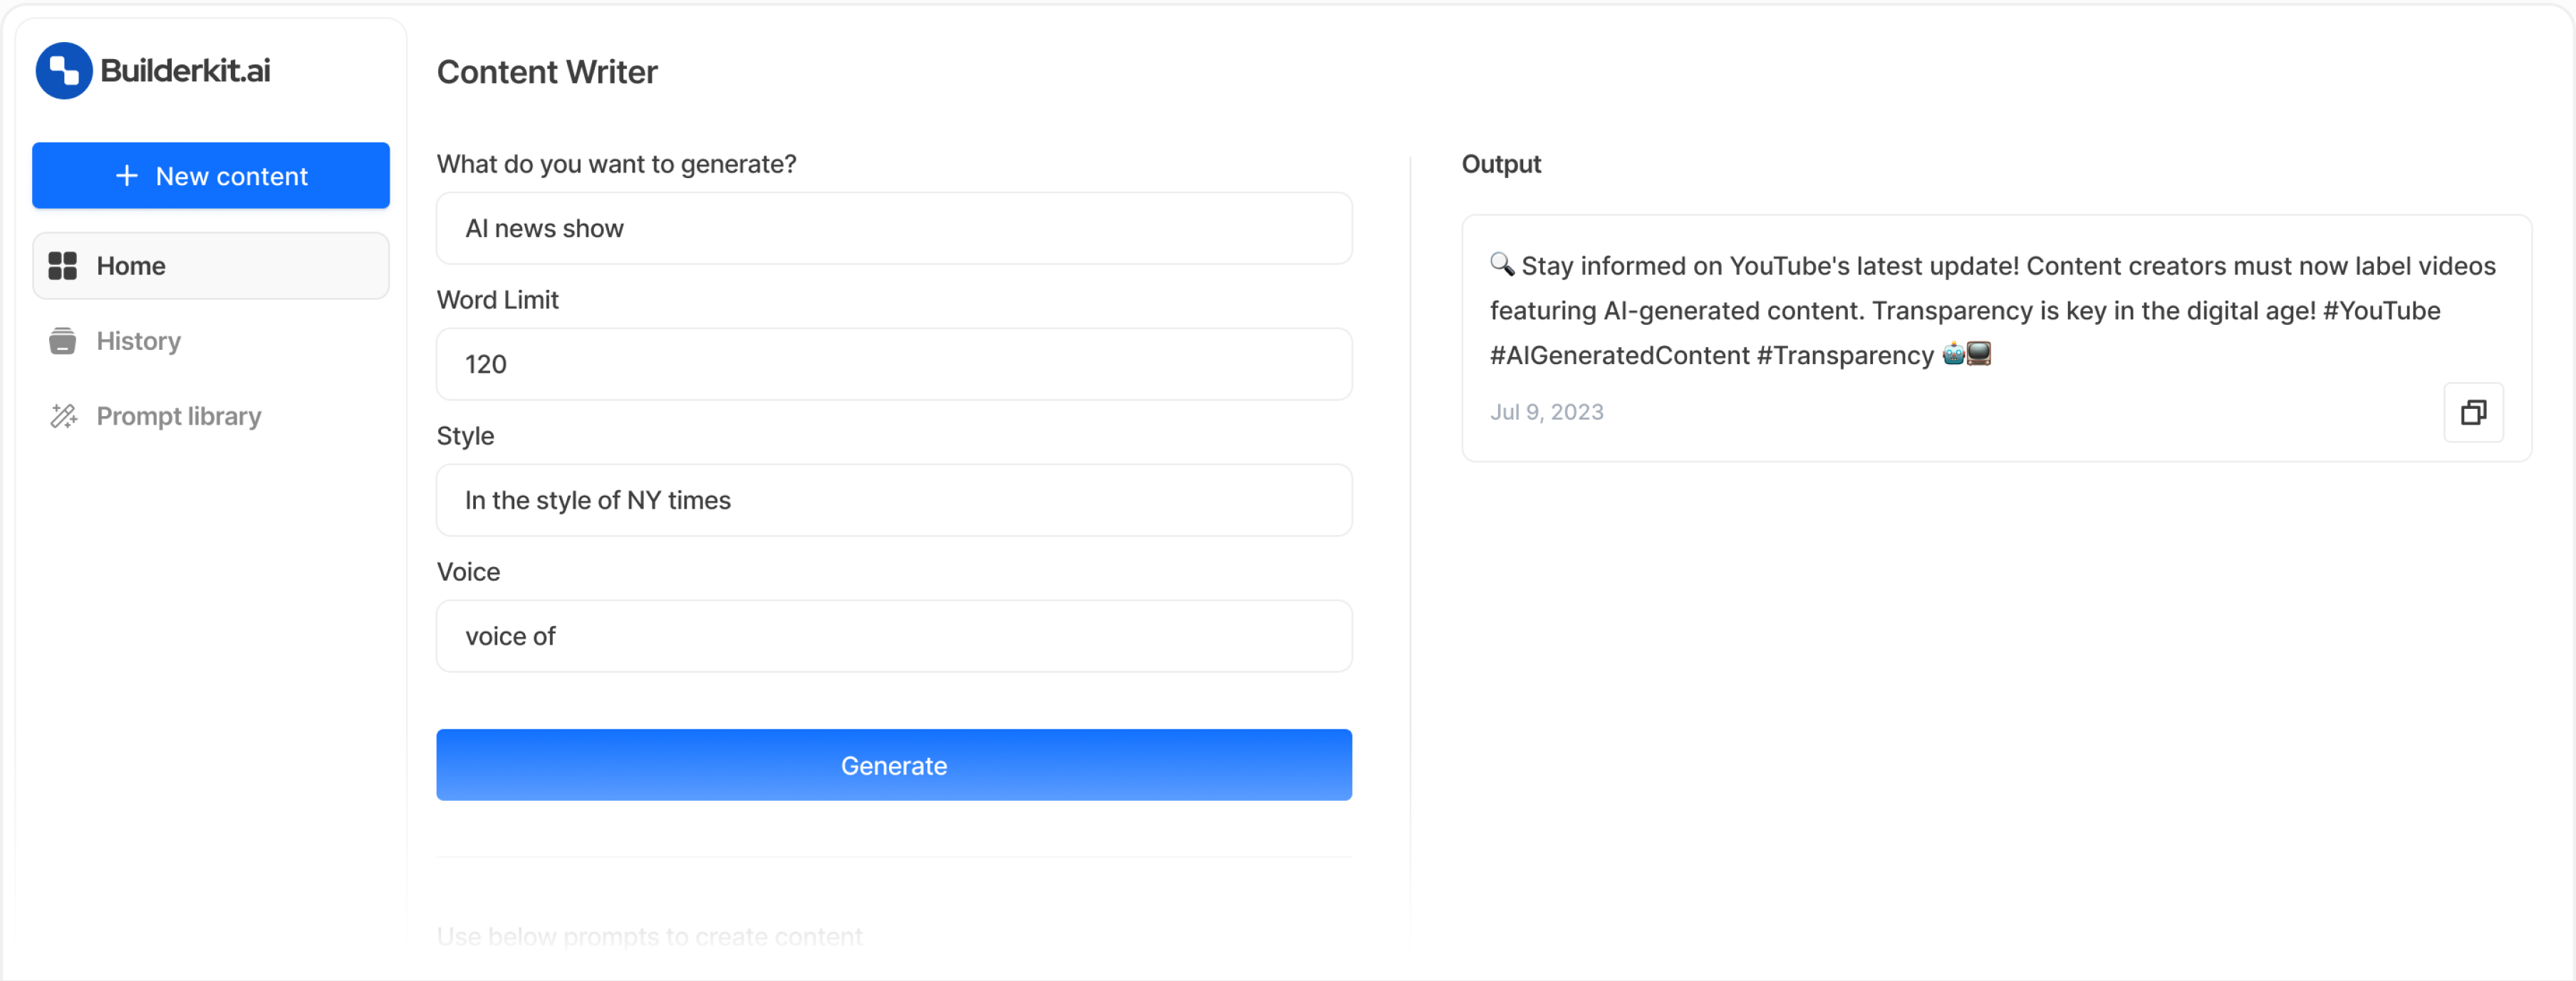 Builderkit.ai
New content
Home
History
Prompt library
Content Writer
What do you want to generate?
AI news show
Word Limit
120
Style
In the style of NY times
Voice
voice of
Generate
Use below prompts to create content
Output
🔍 Stay informed on YouTube's latest update! Content creators must now label videos
featuring AI-generated content. Transparency is key in the digital age! #YouTube
#AIGeneratedContent #Transparency 🤖📺
Jul 9, 2023